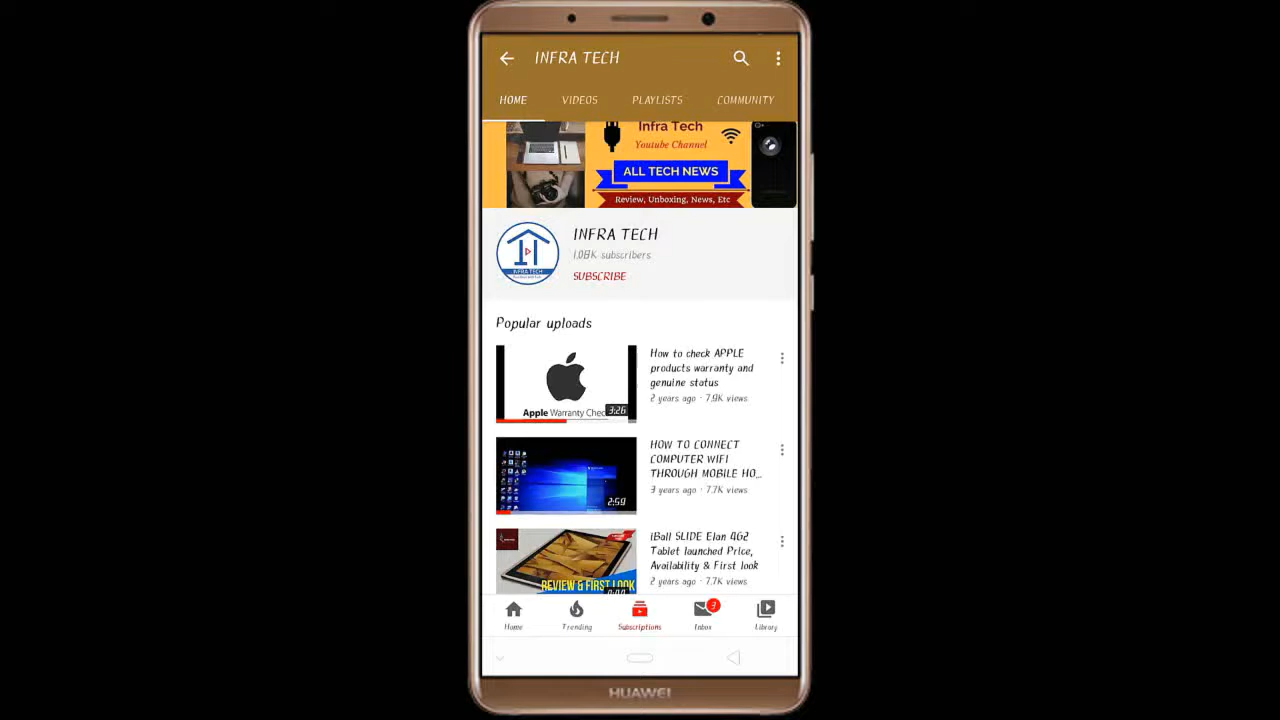 INFRA TECH
HOME VIDEOS PLAYLISTS COMMUNITY
Infra Tech
Youtube Channel
ALL TECH NEWS
Review, Unboxing, News, Etc
INFRA TECH
INFRA TECH
1.08K subscribers
SUBSCRIBE
Popular uploads
Apple Warranty Chec
3:26
How to check APPLE
products warranty and
genuine status
2 years ago · 7.9K views
2:59
HOW TO CONNECT
COMPUTER WIFI
THROUGH MOBILE HO...
3 years ago · 7.7K views
REVIEW & FIRST LOOK
iBall SLIDE Elan 4G2
Tablet launched Price,
Availability & First look
2 years ago · 7.7K views
3
Home Trending Subscriptions Inbox Library
HUAWEI